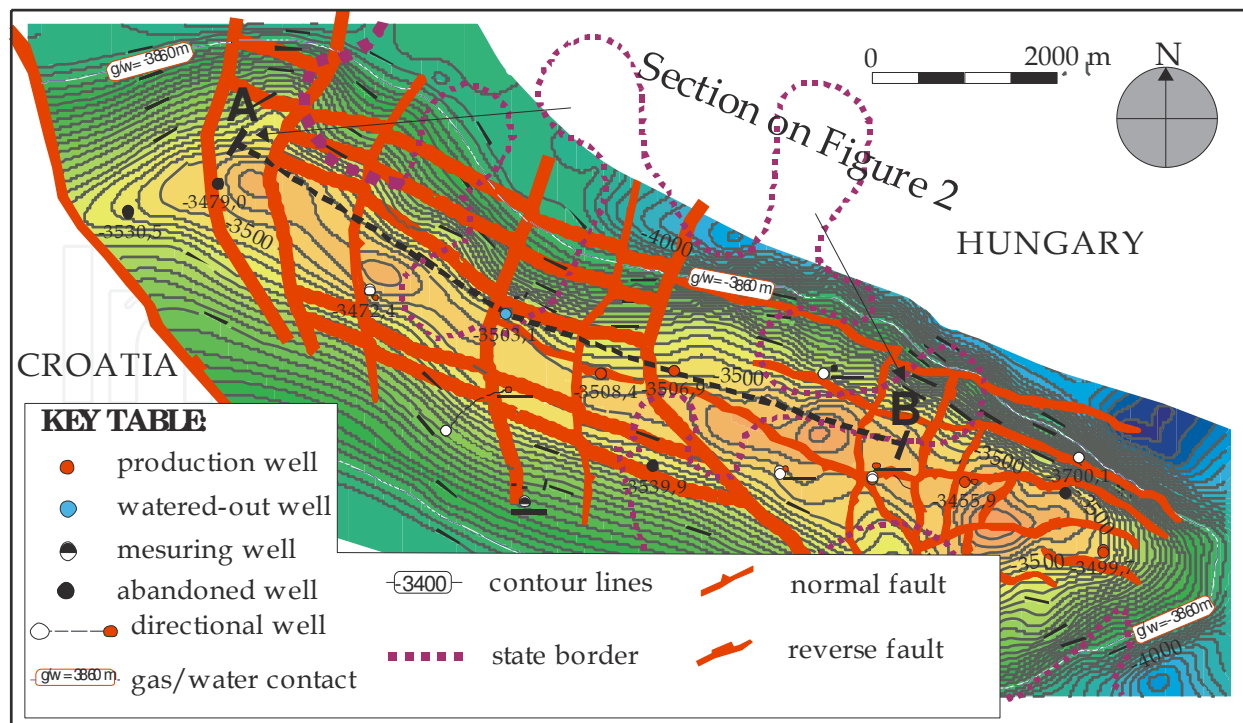 g/w= -3860m
0 2000 m
N
A
Section on Figure 2
-3479,0
-3530,5
-3500
-4000
HUNGARY
g/w= -3860 m
-3472,4
-3503,1
CROATIA
-3508,4
-3506,9
-3500
B
-3539,9
-3500
-3700,1
-3455,9
-3500
-3500
-3499,7
g/w= -3860m
-4000
KEY TABLE:
production well
watered-out well
mesuring well
abandoned well
directional well
g/w = 3860 m gas/water contact
-3400 contour lines
state border
normal fault
reverse fault